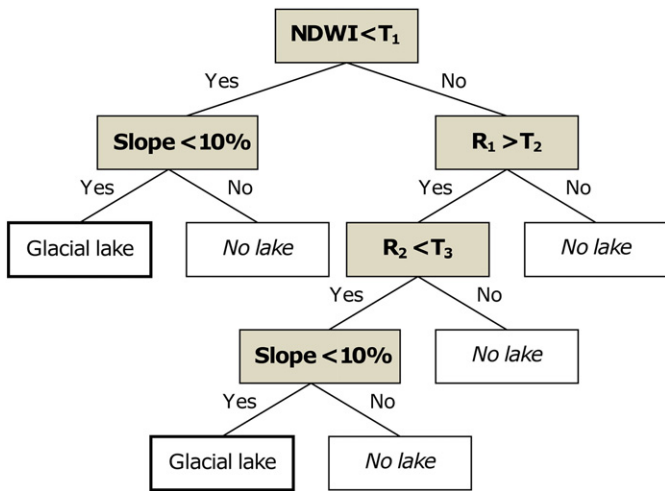 NDWI<T₁
Yes
No
Slope <10%
R₁ >T₂
Yes
No
Yes
No
Glacial lake
No lake
R₂ <T₃
No lake
Yes
No
Slope <10%
No lake
Yes
No
Glacial lake
No lake